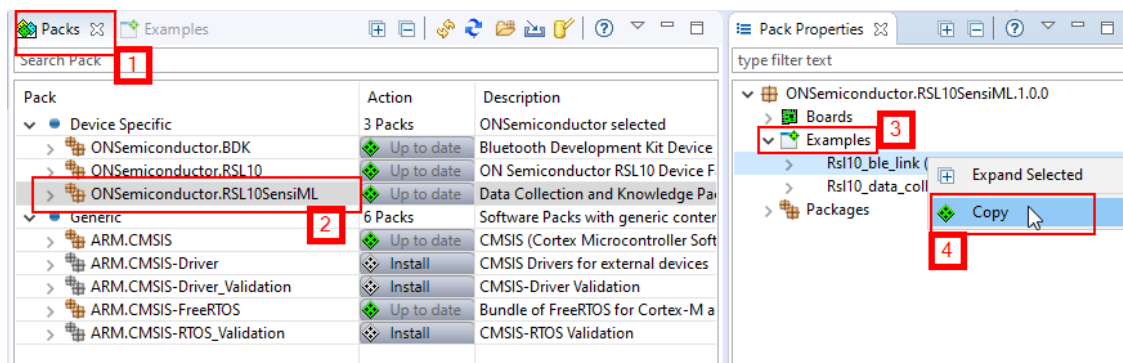 Packs Examples
1
Search Pack
Pack Action Description
Device Specific 3 Packs ONSemiconductor selected
ONSemiconductor.BDK Up to date Bluetooth Development Kit Device
ONSemiconductor.RSL10 Up to date ON Semiconductor RSL10 Device F
ONSemiconductor.RSL10SensiML Up to date Data Collection and Knowledge Pa
2
Generic 6 Packs Software Packs with generic conter
ARM.CMSIS Up to date CMSIS (Cortex Microcontroller Soft
ARM.CMSIS-Driver Install CMSIS Drivers for external devices
ARM.CMSIS-Driver_Validation Install CMSIS-Driver Validation
ARM.CMSIS-FreeRTOS Up to date Bundle of FreeRTOS for Cortex-M a
ARM.CMSIS-RTOS_Validation Install CMSIS-RTOS Validation
Pack Properties
type filter text
ONSemiconductor.RSL10SensiML.1.0.0
Boards
Examples
3
Rsl10_ble_link (
Rsl10_data_coll
Packages
Expand Selected
Copy
4